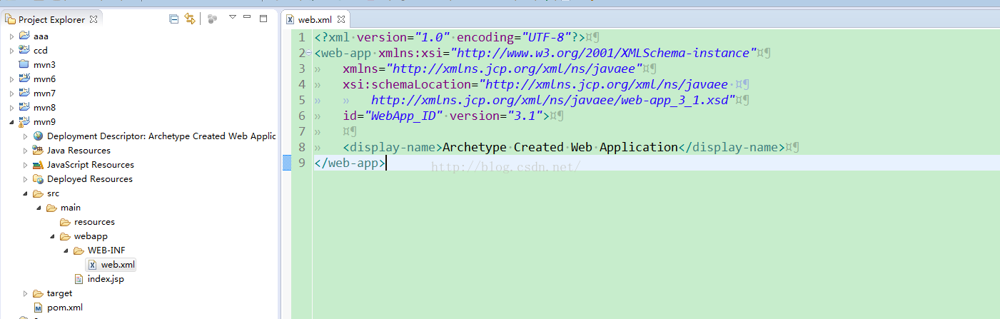 Project Explorer
aaa
ccd
mvn3
mvn6
mvn7
mvn8
mvn9
Deployment Descriptor: Archetype Created Web Applic
Java Resources
JavaScript Resources
Deployed Resources
src
main
resources
webapp
WEB-INF
web.xml
index.jsp
target
pom.xml
web.xml
1 <?xml version="1.0" encoding="UTF-8"?>¤¶
2 <web-app xmlns:xsi="http://www.w3.org/2001/XMLSchema-instance"¤¶
3 » xmlns="http://xmlns.jcp.org/xml/ns/javaee"¤¶
4 » xsi:schemaLocation="http://xmlns.jcp.org/xml/ns/javaee·¤¶
5 » » http://xmlns.jcp.org/xml/ns/javaee/web-app_3_1.xsd"¤¶
6 » id="WebApp_ID" version="3.1">¤¶
7 » ¤¶
8 » <display-name>Archetype·Created·Web·Application</display-name>¤¶
9 </web-app>
http://blog.csdn.net/